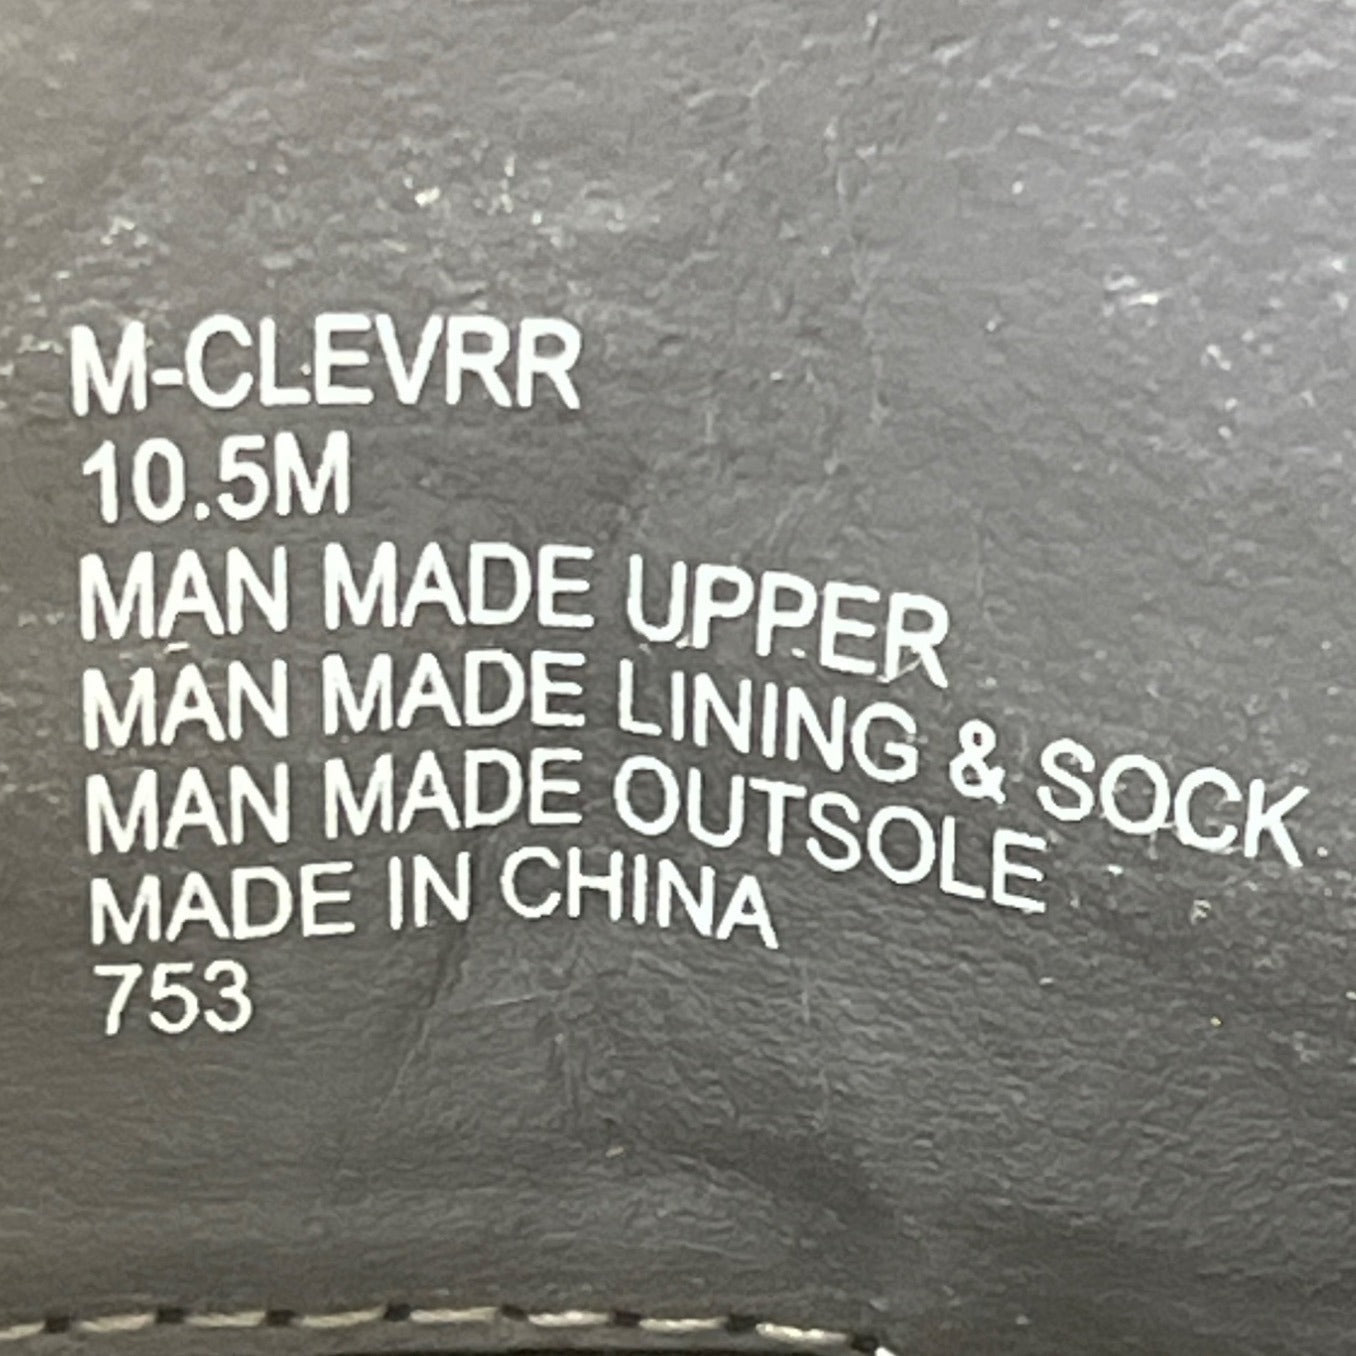 M-CLEVRR
10.5M
MAN MADE UPPER
MAN MADE LINING & SOCK
MAN MADE OUTSOLE
MADE IN CHINA
753